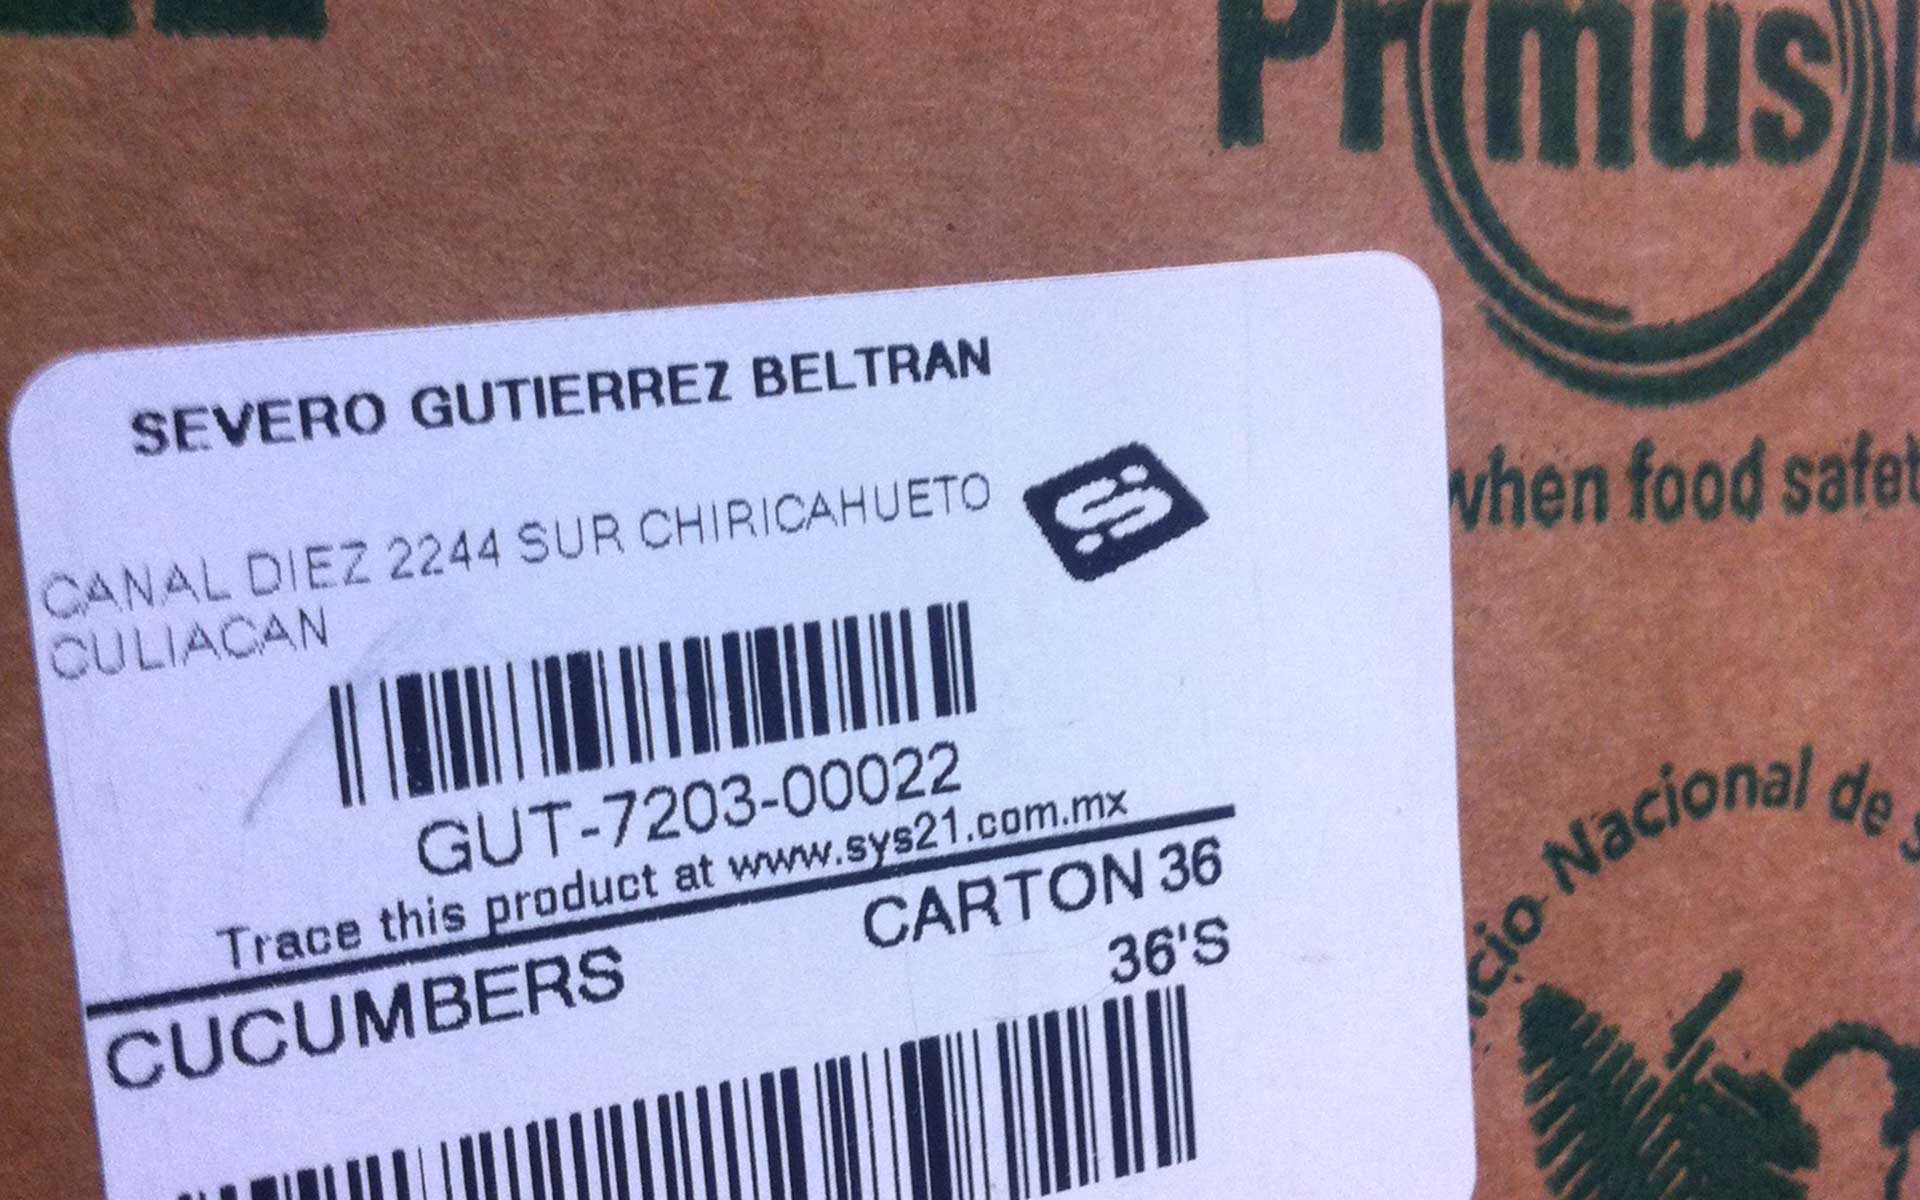 Primus
when food
SEVERO GUTIERREZ BELTRAN
CANAL DIEZ 2244 SUR CHIRICAHUETO
CULIACAN
GUT-7203-00022
Trace this product at www.sys21.com.mx
CUCUMBERS CARTON 36
36'S
Nacional de